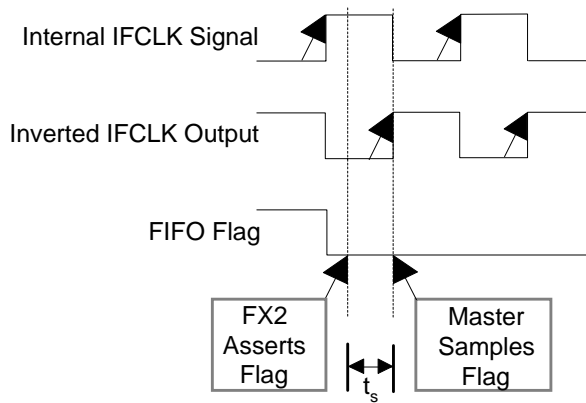 Internal IFCLK Signal
Inverted IFCLK Output
FIFO Flag
FX2
Asserts
Flag
Master
Samples
Flag
ts